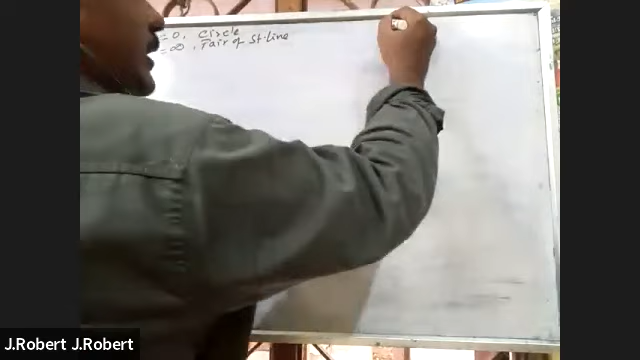 = 0, Circle
= ∞, Pair of St. line
J.Robert J.Robert